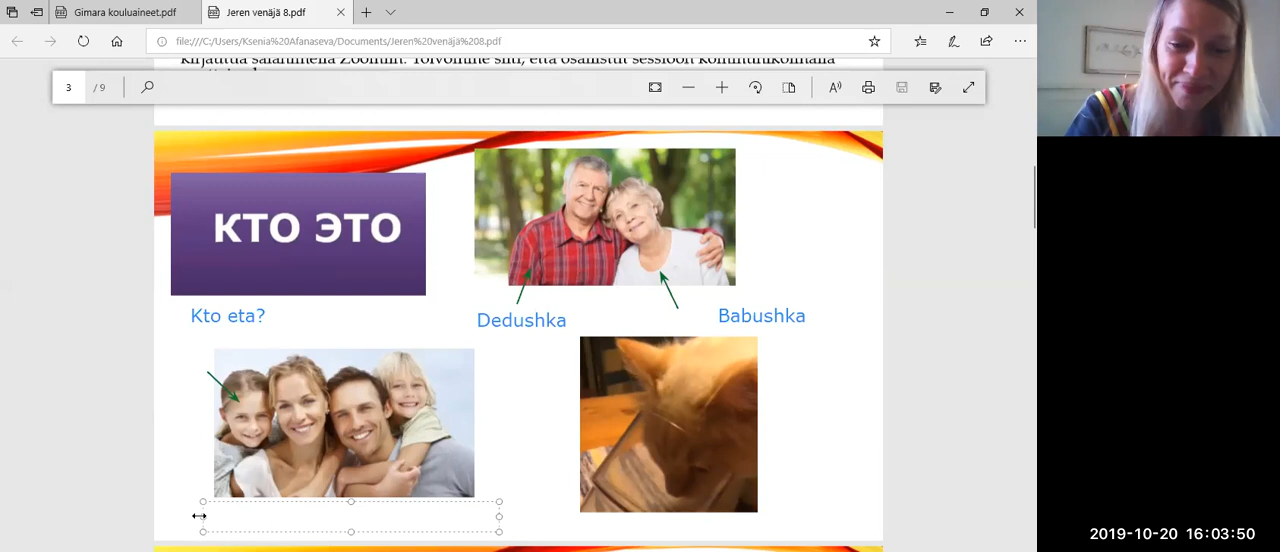 Gimara kouluaineet.pdf
Jeren venäjä 8.pdf
file:///C:/Users/Ksenia%20Afanaseva/Documents/Jeren%20venäjä%208.pdf
3 / 9
КТО ЭТО
Kto eta?
Dedushka
Babushka
2019-10-20 16:03:50